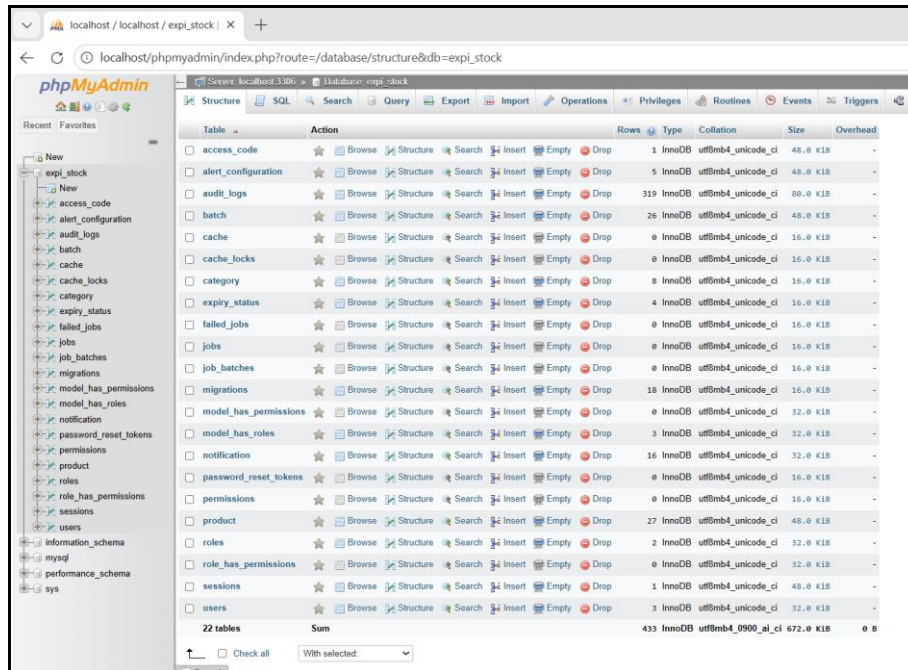 localhost / localhost / expi_stock |
localhost/phpmyadmin/index.php?route=/database/structure&db=expi_stock
phpMyAdmin
Recent Favorites
New
expi_stock
New
access_code
alert_configuration
audit_logs
batch
cache
cache_locks
category
expiry_status
failed_jobs
jobs
job_batches
migrations
model_has_permissions
model_has_roles
notification
password_reset_tokens
permissions
product
roles
role_has_permissions
sessions
users
information_schema
mysql
performance_schema
sys
Server: localhost:3306 » Database: expi_stock
Structure SQL Search Query Export Import Operations Privileges Routines Events Triggers
Table Action Rows Type Collation Size Overhead
access_code Browse Structure Search Insert Empty Drop 1 InnoDB utf8mb4_unicode_ci 48.0 KiB -
alert_configuration Browse Structure Search Insert Empty Drop 5 InnoDB utf8mb4_unicode_ci 48.0 KiB -
audit_logs Browse Structure Search Insert Empty Drop 319 InnoDB utf8mb4_unicode_ci 80.0 KiB -
batch Browse Structure Search Insert Empty Drop 26 InnoDB utf8mb4_unicode_ci 48.0 KiB -
cache Browse Structure Search Insert Empty Drop 0 InnoDB utf8mb4_unicode_ci 16.0 KiB -
cache_locks Browse Structure Search Insert Empty Drop 0 InnoDB utf8mb4_unicode_ci 16.0 KiB -
category Browse Structure Search Insert Empty Drop 8 InnoDB utf8mb4_unicode_ci 16.0 KiB -
expiry_status Browse Structure Search Insert Empty Drop 4 InnoDB utf8mb4_unicode_ci 16.0 KiB -
failed_jobs Browse Structure Search Insert Empty Drop 0 InnoDB utf8mb4_unicode_ci 16.0 KiB -
jobs Browse Structure Search Insert Empty Drop 0 InnoDB utf8mb4_unicode_ci 16.0 KiB -
job_batches Browse Structure Search Insert Empty Drop 0 InnoDB utf8mb4_unicode_ci 16.0 KiB -
migrations Browse Structure Search Insert Empty Drop 18 InnoDB utf8mb4_unicode_ci 16.0 KiB -
model_has_permissions Browse Structure Search Insert Empty Drop 0 InnoDB utf8mb4_unicode_ci 32.0 KiB -
model_has_roles Browse Structure Search Insert Empty Drop 3 InnoDB utf8mb4_unicode_ci 32.0 KiB -
notification Browse Structure Search Insert Empty Drop 16 InnoDB utf8mb4_unicode_ci 32.0 KiB -
password_reset_tokens Browse Structure Search Insert Empty Drop 0 InnoDB utf8mb4_unicode_ci 16.0 KiB -
permissions Browse Structure Search Insert Empty Drop 0 InnoDB utf8mb4_unicode_ci 16.0 KiB -
product Browse Structure Search Insert Empty Drop 27 InnoDB utf8mb4_unicode_ci 48.0 KiB -
roles Browse Structure Search Insert Empty Drop 2 InnoDB utf8mb4_unicode_ci 32.0 KiB -
role_has_permissions Browse Structure Search Insert Empty Drop 0 InnoDB utf8mb4_unicode_ci 32.0 KiB -
sessions Browse Structure Search Insert Empty Drop 1 InnoDB utf8mb4_unicode_ci 48.0 KiB -
users Browse Structure Search Insert Empty Drop 3 InnoDB utf8mb4_unicode_ci 32.0 KiB -
22 tables Sum 433 InnoDB utf8mb4_0900_ai_ci 672.0 KiB 0 B
Check all With selected: